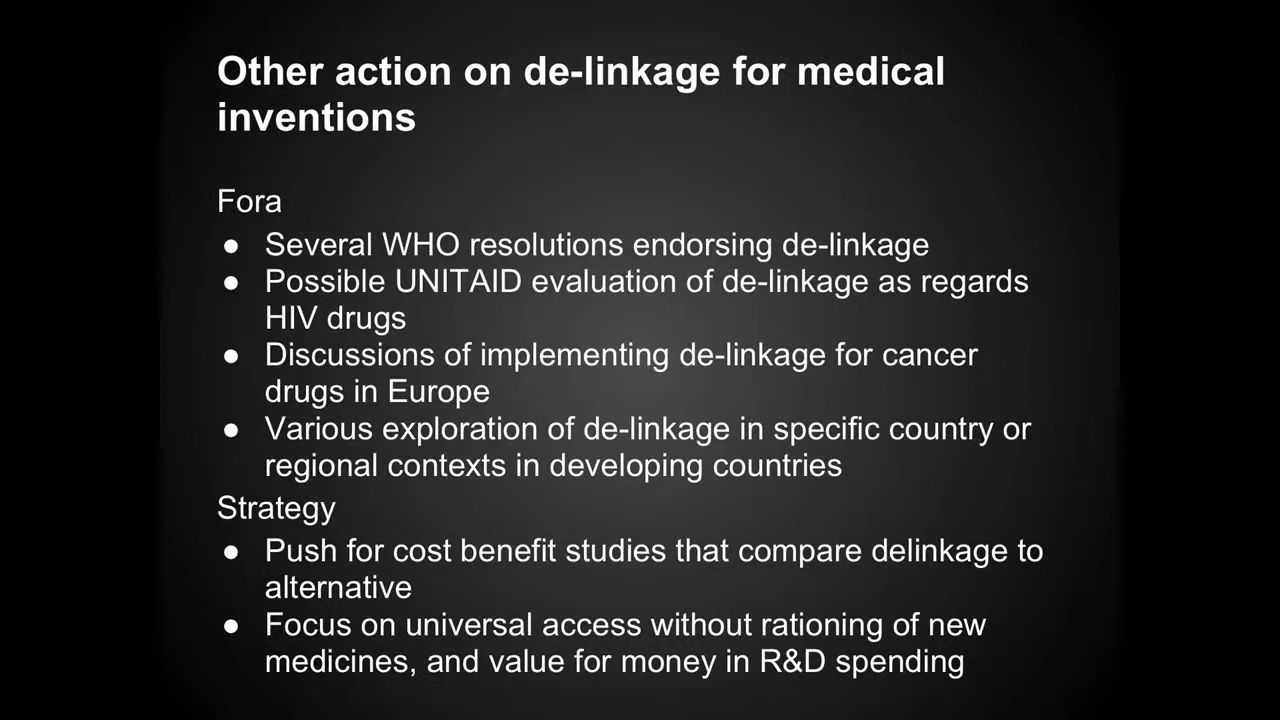 Other action on de-linkage for medical
inventions
Fora
● Several WHO resolutions endorsing de-linkage
● Possible UNITAID evaluation of de-linkage as regards
HIV drugs
● Discussions of implementing de-linkage for cancer
drugs in Europe
● Various exploration of de-linkage in specific country or
regional contexts in developing countries
Strategy
● Push for cost benefit studies that compare delinkage to
alternative
● Focus on universal access without rationing of new
medicines, and value for money in R&D spending